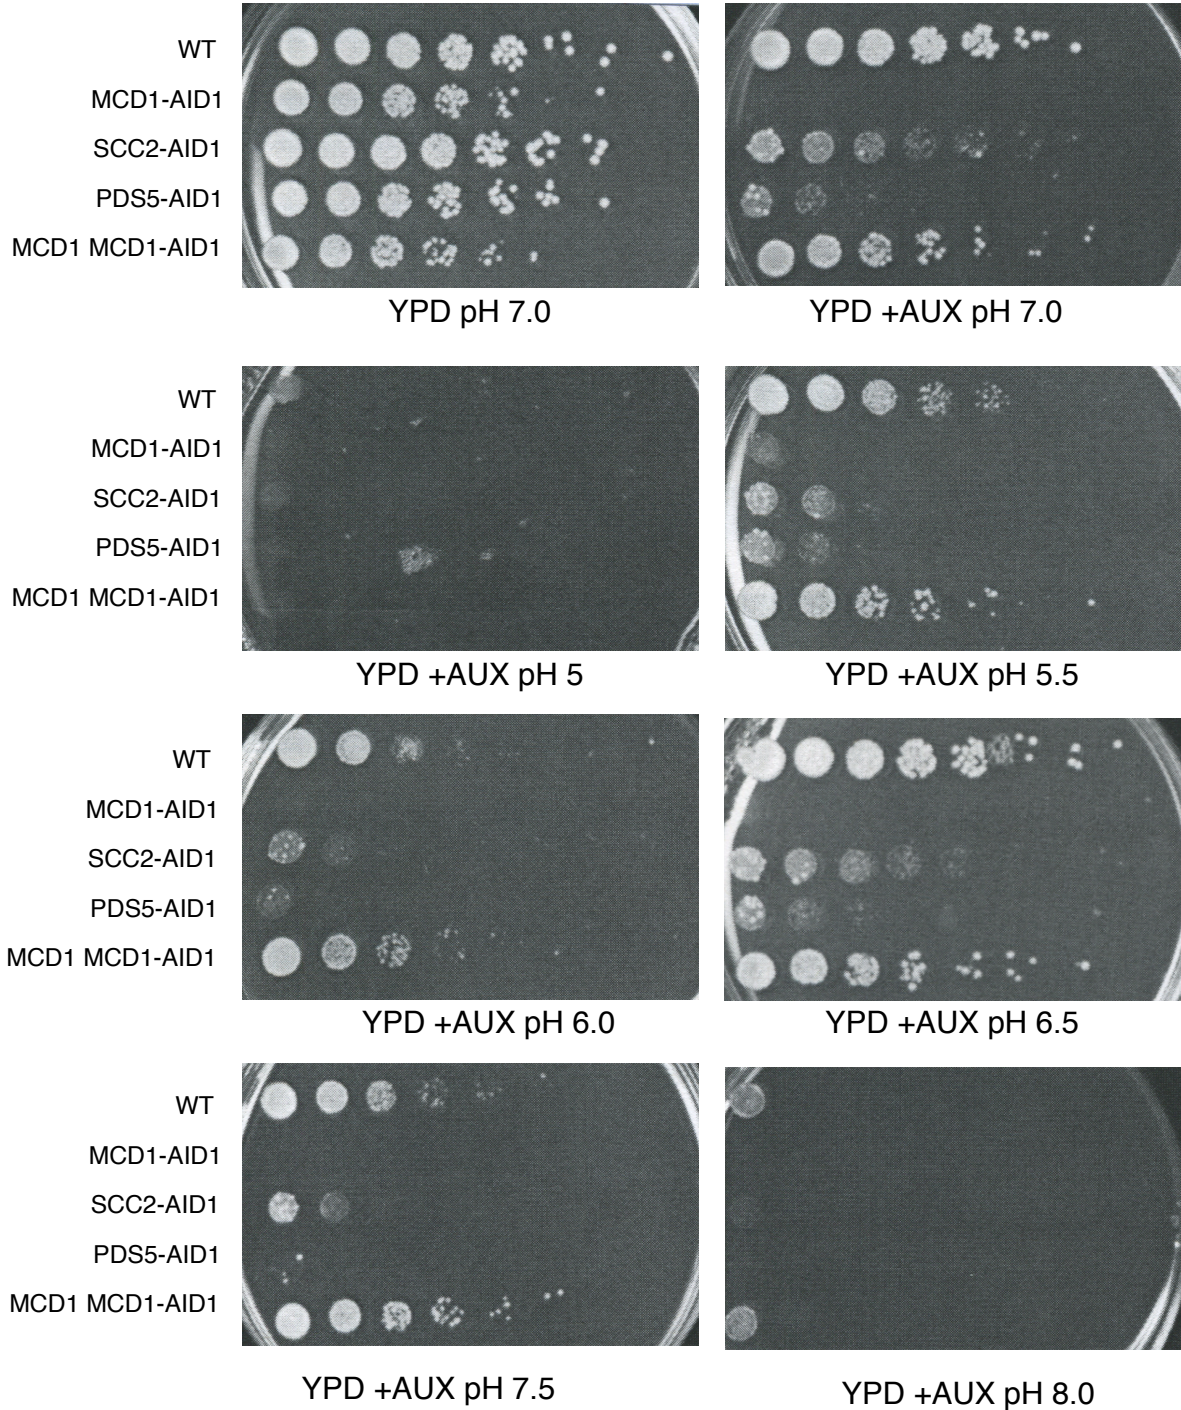 WT
MCD1-AID1
SCC2-AID1
PDS5-AID1
MCD1 MCD1-AID1
YPD pH 7.0
YPD +AUX pH 7.0
WT
MCD1-AID1
SCC2-AID1
PDS5-AID1
MCD1 MCD1-AID1
YPD +AUX pH 5
YPD +AUX pH 5.5
WT
MCD1-AID1
SCC2-AID1
PDS5-AID1
MCD1 MCD1-AID1
YPD +AUX pH 6.0
YPD +AUX pH 6.5
WT
MCD1-AID1
SCC2-AID1
PDS5-AID1
MCD1 MCD1-AID1
YPD +AUX pH 7.5
YPD +AUX pH 8.0